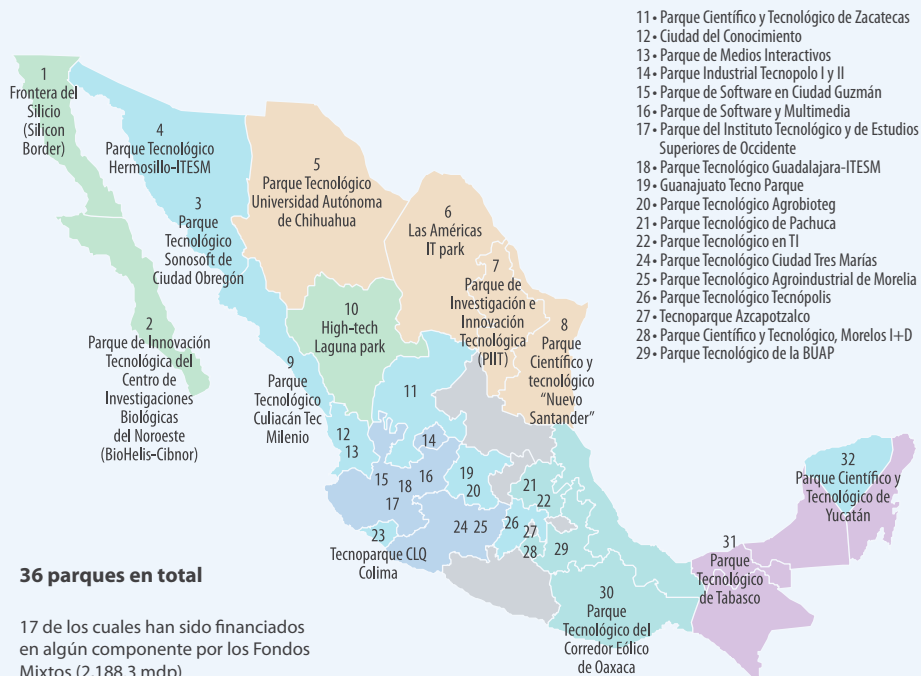 11• Parque Científico y Tecnológico de Zacatecas
12• Ciudad del Conocimiento
13• Parque de Medios Interactivos
14• Parque Industrial Tecnopolo I y II
15• Parque de Software en Ciudad Guzmán
16• Parque de Software y Multimedia
17• Parque del Instituto Tecnológico y de Estudios
Superiores de Occidente
18• Parque Tecnológico Guadalajara-ITESM
19• Guanajuato Tecno Parque
20• Parque Tecnológico Agrobioteg
21• Parque Tecnológico de Pachuca
22• Parque Tecnológico en TI
24• Parque Tecnológico Ciudad Tres Marías
25• Parque Tecnológico Agroindustrial de Morelia
26• Parque Tecnológico Tecnópolis
27• Tecnoparque Azcapotzalco
28• Parque Científico y Tecnológico, Morelos I+D
29• Parque Tecnológico de la BUAP
1
Frontera del
Silicio
(Silicon
Border)
4
Parque Tecnológico
Hermosillo-ITESM
3
Parque
Tecnológico
Sonosoft de
Ciudad Obregón
5
Parque Tecnológico
Universidad Autónoma
de Chihuahua
6
Las Américas
IT park
7
Parque de
Investigación e
Innovación
Tecnológica
(PIIT)
8
Parque
Científico y
tecnológico
“Nuevo
Santander”
2
Parque de Innovación
Tecnológica del
Centro de
Investigaciones
Biológicas
del Noroeste
(BioHelis-Cibnor)
9
Parque
Tecnológico
Culiacán Tec
Milenio
10
High-tech
Laguna park
11
12
13
14
15
16
17
18
19
20
21
22
23
Tecnoparque CLQ
Colima
24 25
26
27
28
29
30
Parque
Tecnológico del
Corredor Eólico
de Oaxaca
31
Parque
Tecnológico
de Tabasco
32
Parque Científico y
Tecnológico de
Yucatán
36 parques en total
17 de los cuales han sido financiados
en algún componente por los Fondos
Mixtos (2,188.3 mdp)